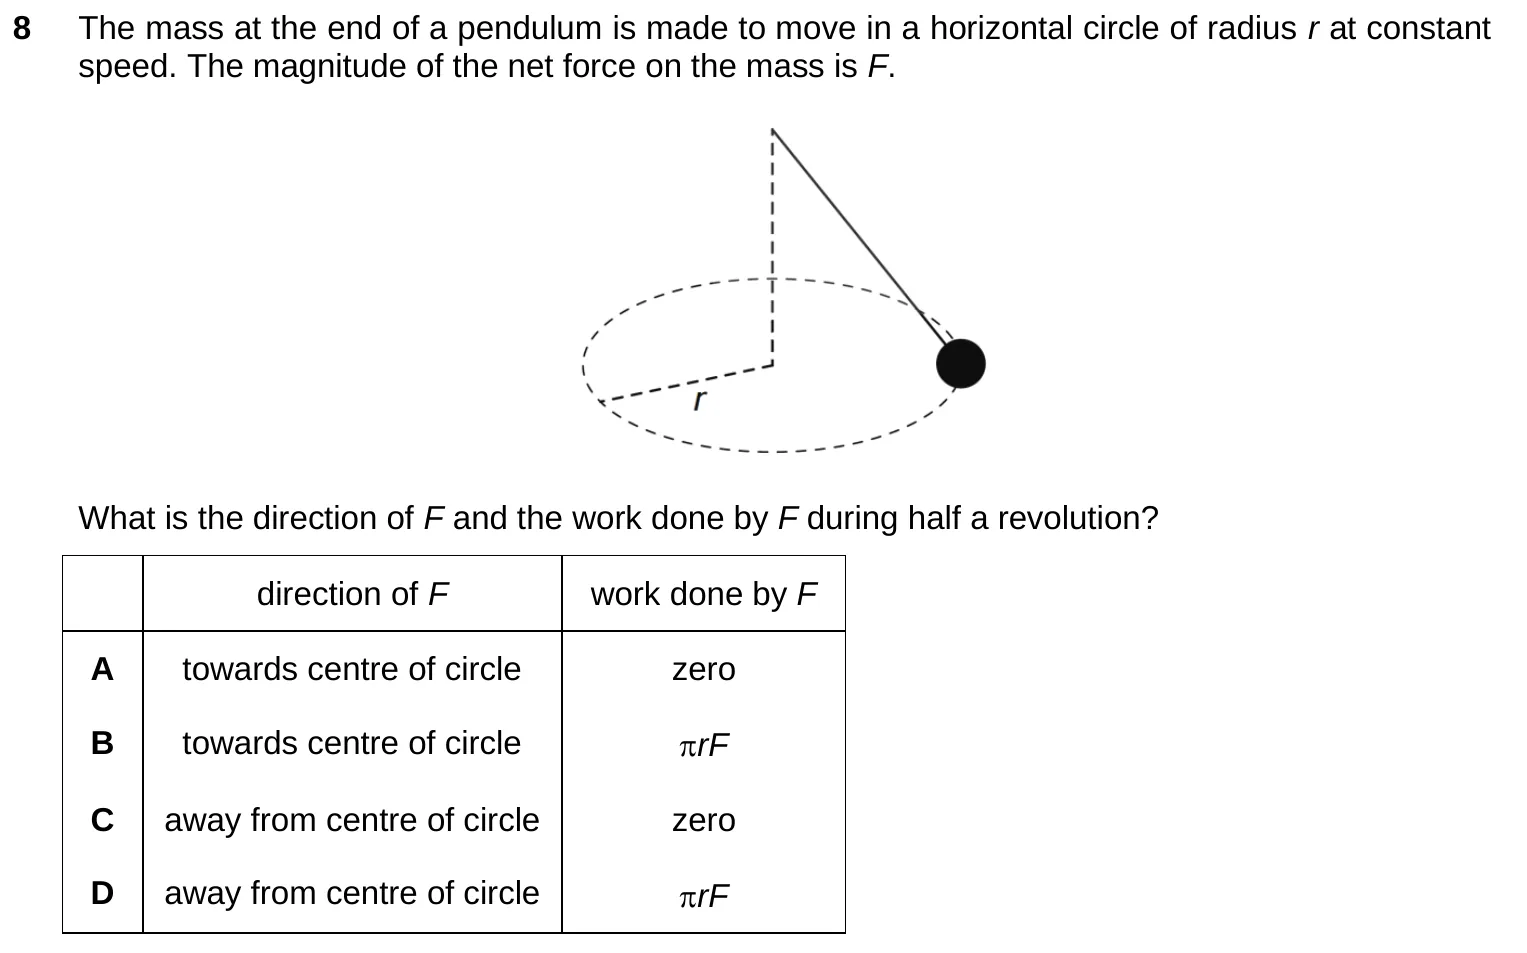 8 The mass at the end of a pendulum is made to move in a horizontal circle of radius r at constant
speed. The magnitude of the net force on the mass is F.
r
What is the direction of F and the work done by F during half a revolution?
direction of F work done by F
A towards centre of circle zero
B towards centre of circle πrF
C away from centre of circle zero
D away from centre of circle πrF